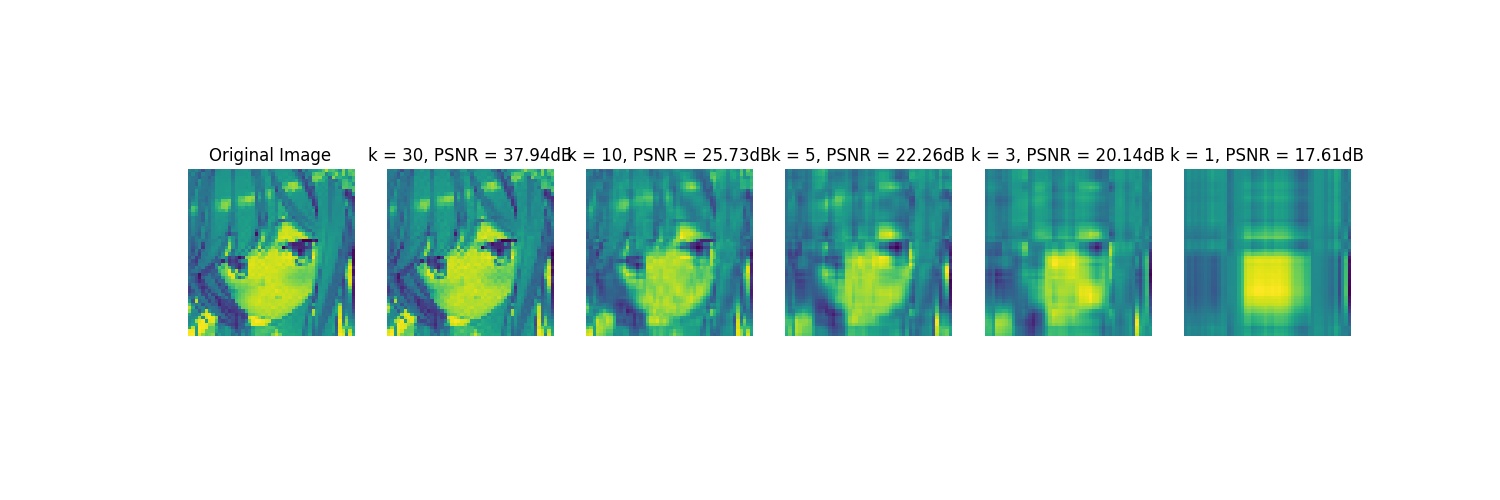 Original Image
k = 30, PSNR = 37.94dB
k = 10, PSNR = 25.73dB
k = 5, PSNR = 22.26dB
k = 3, PSNR = 20.14dB
k = 1, PSNR = 17.61dB